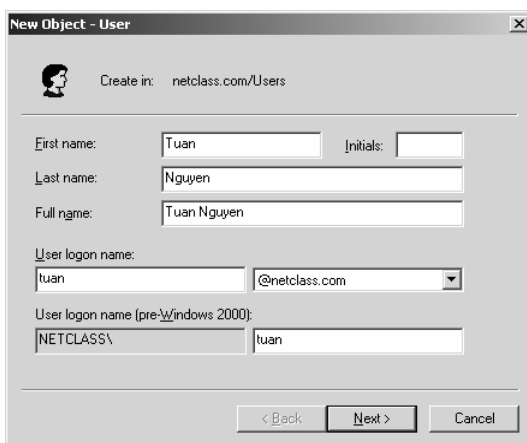 New Object - User
Create in: netclass.com/Users
First name: Tuan Initials:
Last name: Nguyen
Full name: Tuan Nguyen
User logon name:
tuan @netclass.com
User logon name (pre-Windows 2000):
NETCLASS\ tuan
< Back Next > Cancel